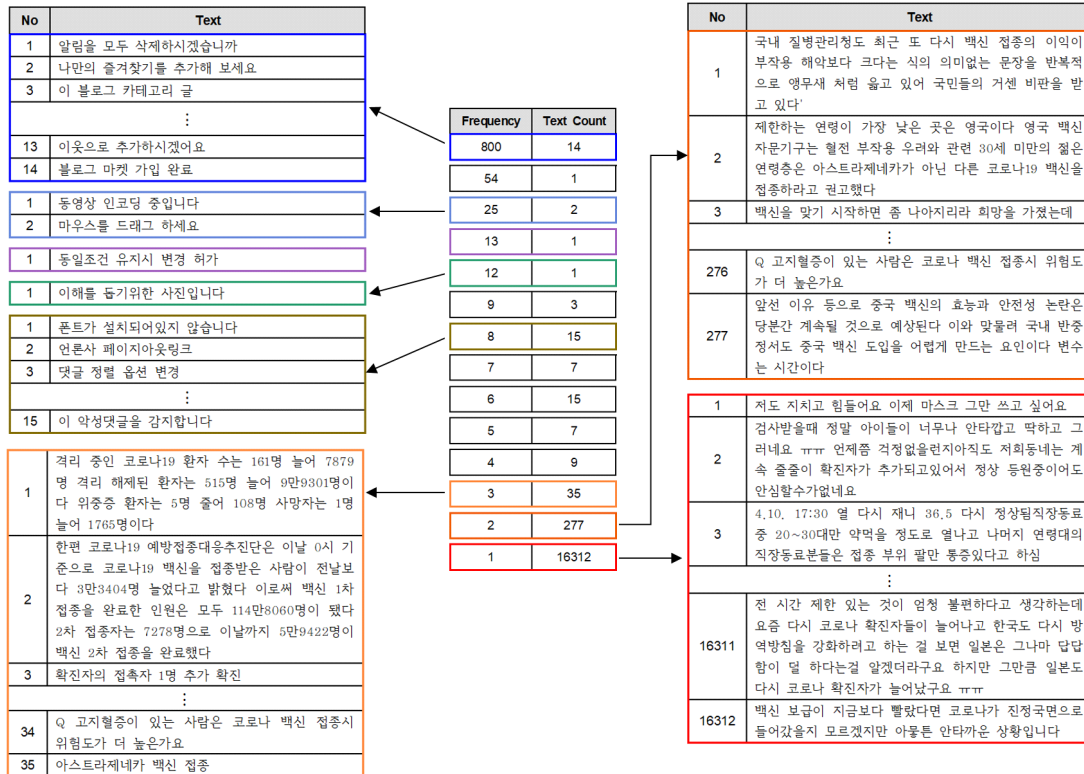 No Text
1 알림을 모두 삭제하시겠습니까
2 나만의 즐겨찾기를 추가해 보세요
3 이 블로그 카테고리 글
⋮
13 이웃으로 추가하시겠어요
14 블로그 마켓 가입 완료
1 동영상 인코딩 중입니다
2 마우스를 드래그 하세요
1 동일조건 유지시 변경 허가
1 이해를 돕기위한 사진입니다
1 폰트가 설치되어있지 않습니다
2 언론사 페이지아웃링크
3 댓글 정렬 옵션 변경
⋮
15 이 악성댓글을 감지합니다
1 격리 중인 코로나19 환자 수는 161명 늘어 7879
명 격리 해제된 환자는 515명 늘어 9만9301명이
다 위중증 환자는 5명 줄어 108명 사망자는 1명
늘어 1765명이다
2 한편 코로나19 예방접종대응추진단은 이날 0시 기
준으로 코로나19 백신을 접종받은 사람이 전날보
다 3만3404명 늘었다고 밝혔다 이로써 백신 1차
접종을 완료한 인원은 모두 114만8060명이 됐다
2차 접종자는 7278명으로 이날까지 5만9422명이
백신 2차 접종을 완료했다
3 확진자의 접촉자 1명 추가 확진
⋮
34 Q 고지혈증이 있는 사람은 코로나 백신 접종시
위험도가 더 높은가요
35 아스트라제네카 백신 접종
Frequency Text Count
800 14
54 1
25 2
13 1
12 1
9 3
8 15
7 7
6 15
5 7
4 9
3 35
2 277
1 16312
No Text
1 국내 질병관리청도 최근 또 다시 백신 접종의 이익이
부작용 해악보다 크다는 식의 의미없는 문장을 반복적
으로 앵무새 처럼 읊고 있어 국민들의 거센 비판을 받
고 있다'
2 제한하는 연령이 가장 낮은 곳은 영국이다 영국 백신
자문기구는 혈전 부작용 우려와 관련 30세 미만의 젊은
연령층은 아스트라제네카가 아닌 다른 코로나19 백신을
접종하라고 권고했다
3 백신을 맞기 시작하면 좀 나아지리라 희망을 가졌는데
⋮
276 Q 고지혈증이 있는 사람은 코로나 백신 접종시 위험도
가 더 높은가요
277 앞선 이유 등으로 중국 백신의 효능과 안전성 논란은
당분간 계속될 것으로 예상된다 이와 맞물려 국내 반중
정서도 중국 백신 도입을 어렵게 만드는 요인이다 변수
는 시간이다
1 저도 지치고 힘들어요 이제 마스크 그만 쓰고 싶어요
2 검사받을때 정말 아이들이 너무나 안타깝고 딱하고 그
러네요 ㅠㅠ 언제쯤 걱정없을런지아직도 저희동네는 계
속 줄줄이 확진자가 추가되고있어서 정상 등원중이어도
안심할수가없네요
3 4.10. 17:30 열 다시 재니 36.5 다시 정상됨직장동료
중 20~30대만 약먹을 정도로 열나고 나머지 연령대의
직장동료분들은 접종 부위 팔만 통증있다고 하심
⋮
16311 전 시간 제한 있는 것이 엄청 불편하다고 생각하는데
요즘 다시 코로나 확진자들이 늘어나고 한국도 다시 방
역방침을 강화하려고 하는 걸 보면 일본은 그나마 답답
함이 덜 하다는걸 알겠더라구요 하지만 그만큼 일본도
다시 코로나 확진자가 늘어났구요 ㅠㅠ
16312 백신 보급이 지금보다 빨랐다면 코로나가 진정국면으로
들어갔을지 모르겠지만 아뭏튼 안타까운 상황입니다